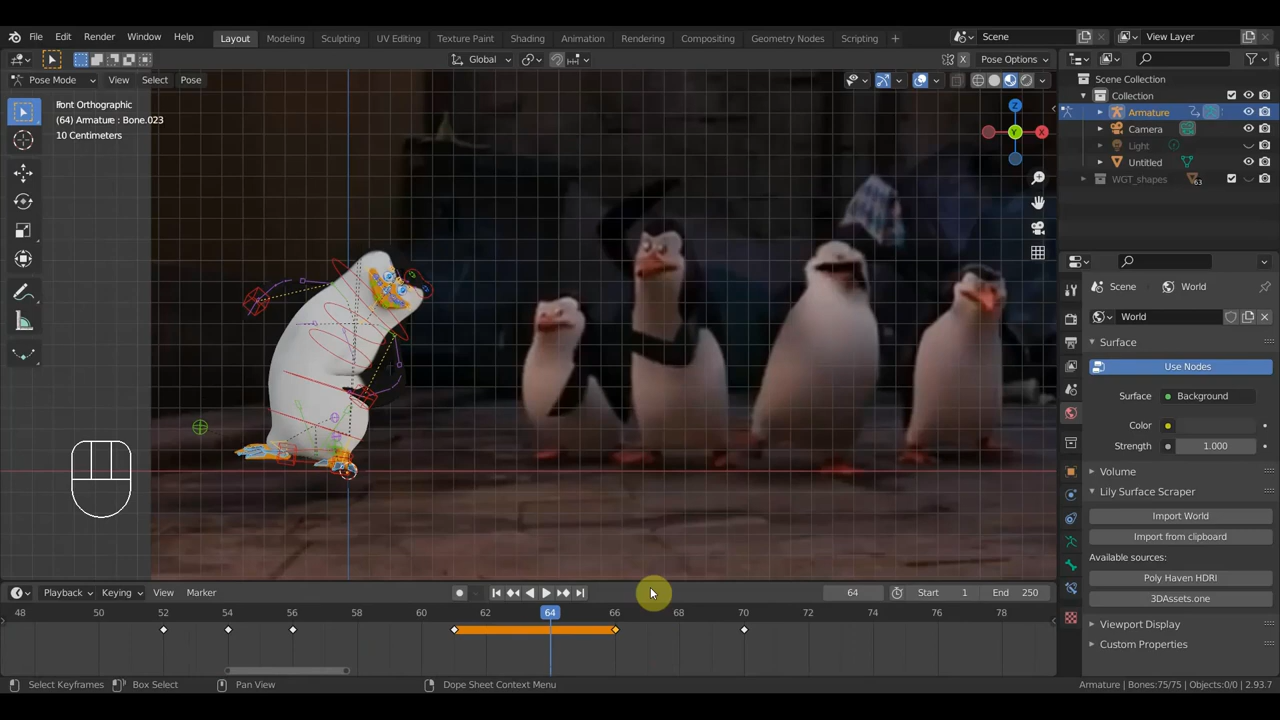 File Edit Render Window Help Layout Modeling Sculpting UV Editing Texture Paint Shading Animation Rendering Compositing Geometry Nodes Scripting + Scene View Layer
Global X Pose Options
Pose Mode View Select Pose
Front Orthographic
(64) Armature : Bone.023
10 Centimeters
Z
X
Y
Scene Collection
Collection
Armature
Camera
Light
Untitled
WGT_shapes 63
Scene World
World
Surface
Use Nodes
Surface Background
Color
Strength 1.000
Volume
Lily Surface Scraper
Import World
Import from clipboard
Available sources:
Poly Haven HDRI
3DAssets.one
Viewport Display
Custom Properties
Playback Keying View Marker 64 Start 1 End 250
48 50 52 54 56 58 60 62 64 66 68 70 72 74 76 78
Select Keyframes Box Select Pan View Dope Sheet Context Menu Armature | Bones:75/75 | Objects:0/0 | 2.93.7